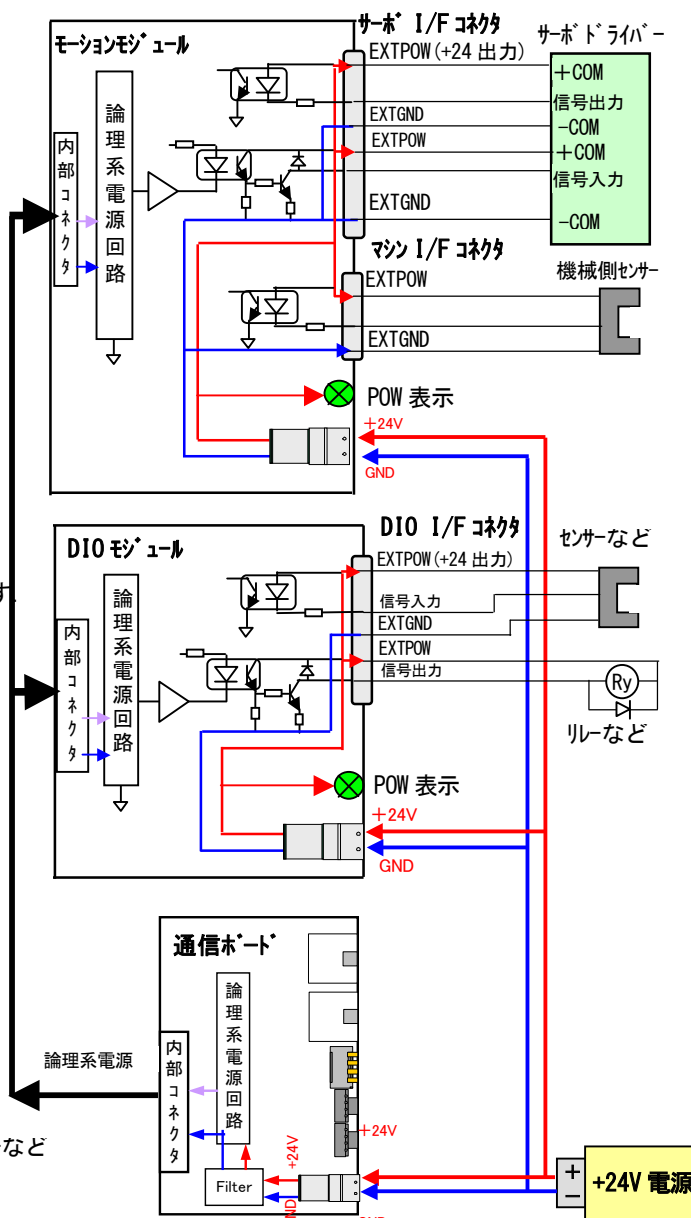 サーボ I/F コネクタ
サーボドライバー
モーションモジュール
EXTPOW(+24 出力)
+COM
論理系電源回路
信号出力
EXTGND
-COM
内部コネクタ
EXTPOW
+COM
信号入力
EXTGND
-COM
マシン I/F コネクタ
機械側センサー
EXTPOW
EXTGND
POW 表示
+24V
GND
DIO I/F コネクタ
DIO モジュール
センサーなど
EXTPOW(+24 出力)
論理系電源回路
信号入力
内部コネクタ
EXTGND
EXTPOW
信号出力
Ry
リレーなど
POW 表示
+24V
GND
通信ボード
論理系電源回路
内部コネクタ
論理系電源
+24V
+24V
など
Filter
+
-
+24V 電源